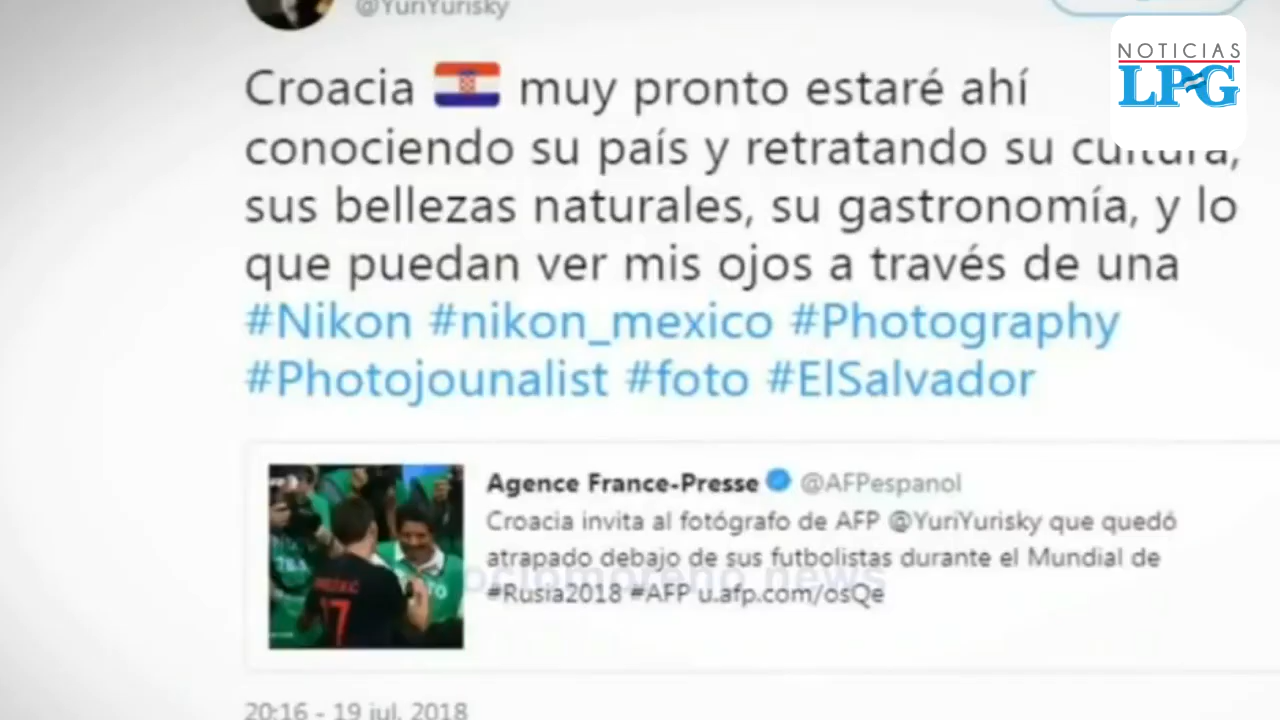 @YuriYurisky
NOTICIAS
LPG
Croacia 🇭🇷 muy pronto estaré ahí
conociendo su país y retratando su cultura,
sus bellezas naturales, su gastronomía, y lo
que puedan ver mis ojos a través de una
#Nikon #nikon_mexico #Photography
#Photojounalist #foto #ElSalvador
Agence France-Presse @AFPespanol
Croacia invita al fotógrafo de AFP @YuriYurisky que quedó
atrapado debajo de sus futbolistas durante el Mundial de
#Rusia2018 #AFP u.afp.com/osQe
17
20:16 - 19 jul. 2018